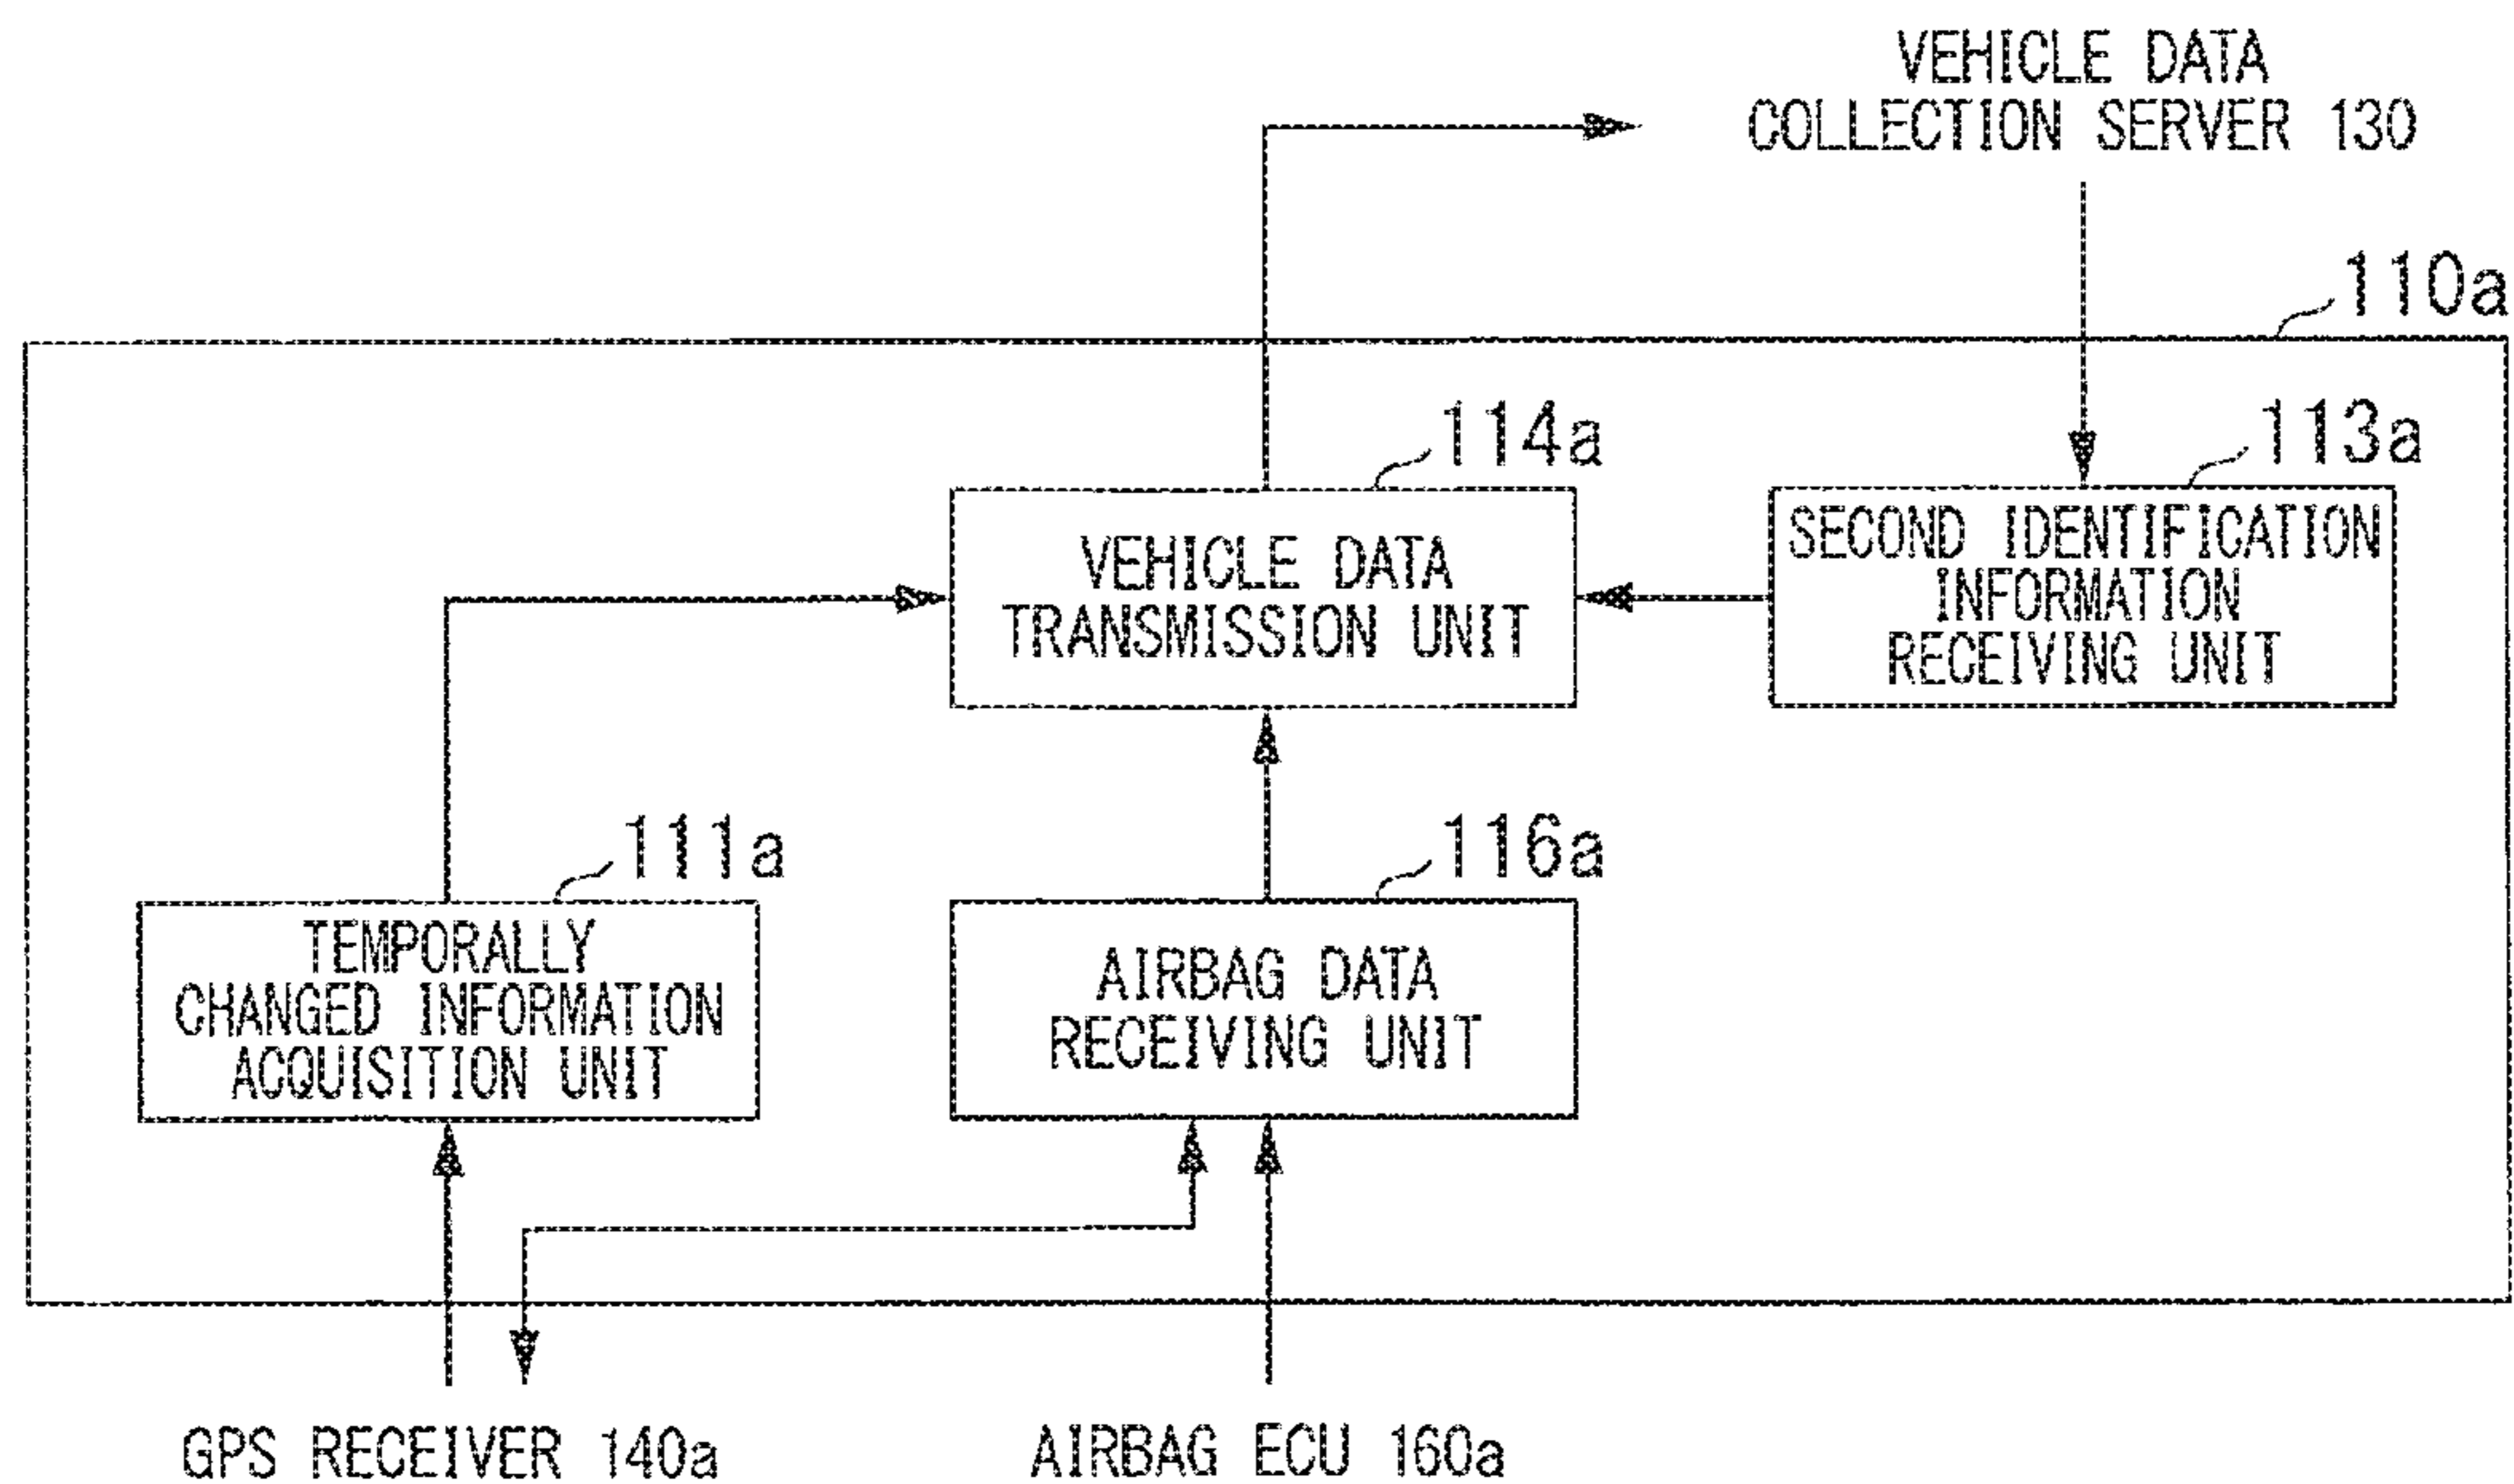 VEHICLE DATA
COLLECTION SERVER 130
110a
114a
113a
VEHICLE DATA
TRANSMISSION UNIT
SECOND IDENTIFICATION
INFORMATION
RECEIVING UNIT
111a
116a
TEMPORALLY
CHANGED INFORMATION
ACQUISITION UNIT
AIRBAG DATA
RECEIVING UNIT
GPS RECEIVER 140a
AIRBAG ECU 160a